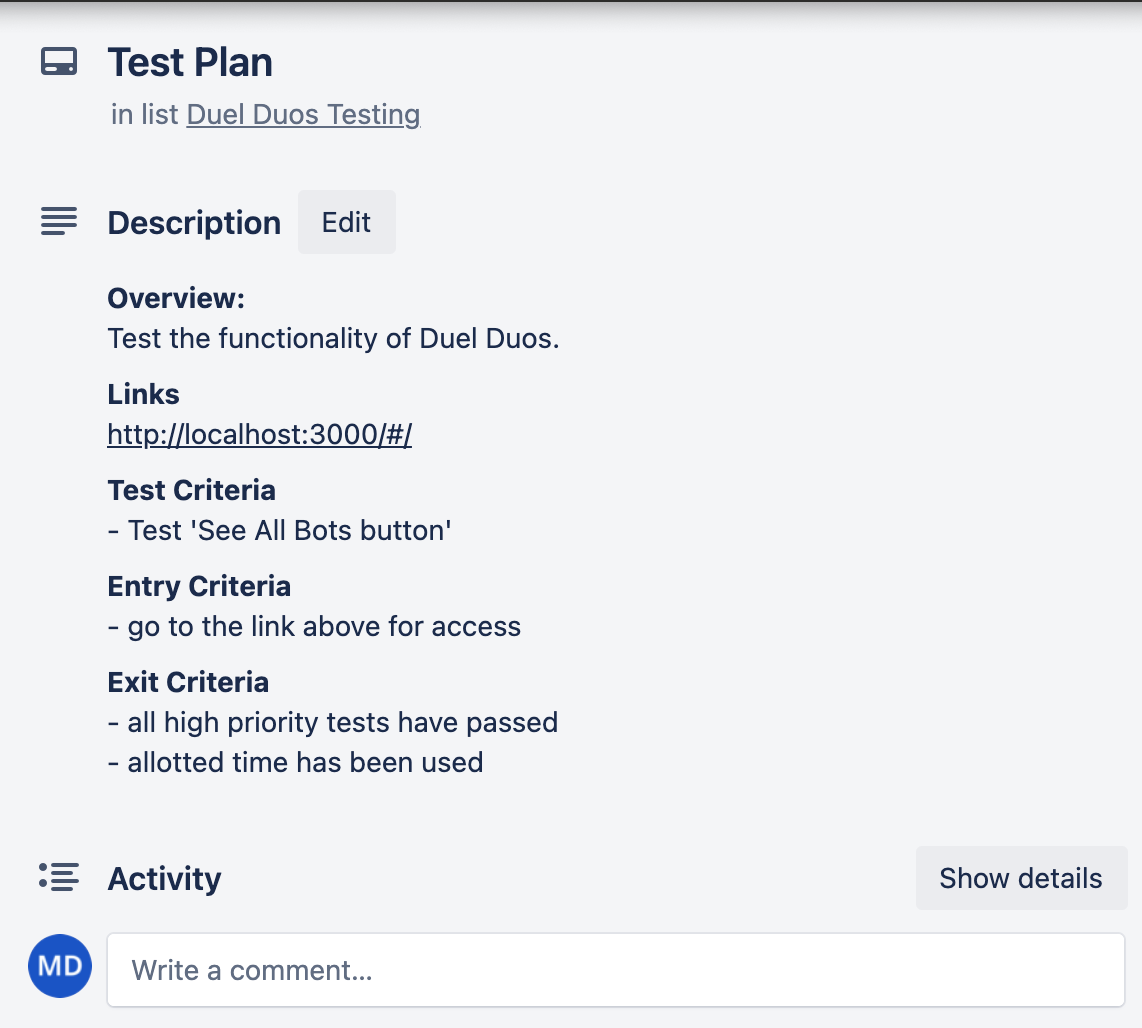 Test Plan
in list Duel Duos Testing
Description Edit
Overview:
Test the functionality of Duel Duos.
Links
http://localhost:3000/#/
Test Criteria
- Test 'See All Bots button'
Entry Criteria
- go to the link above for access
Exit Criteria
- all high priority tests have passed
- allotted time has been used
Activity Show details
MD Write a comment...